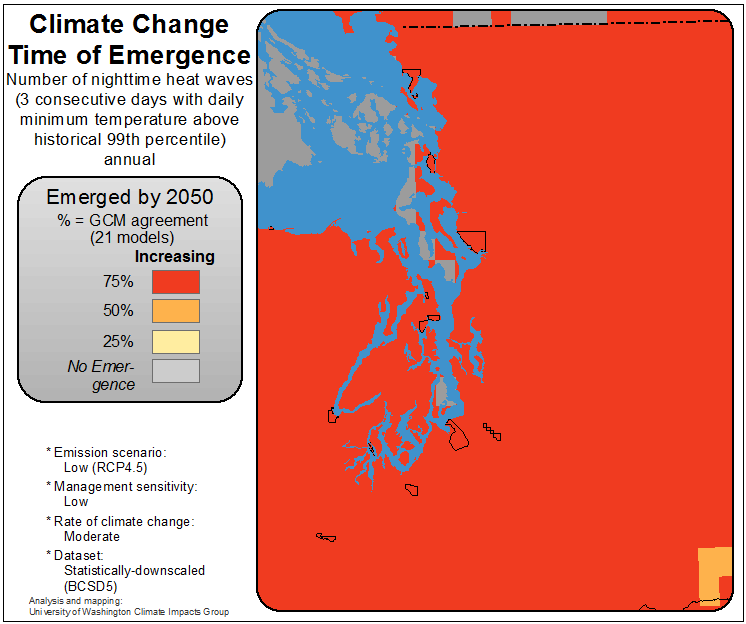 Climate Change
Time of Emergence
Number of nighttime heat waves
(3 consecutive days with daily
minimum temperature above
historical 99th percentile)
annual
Emerged by 2050
% = GCM agreement
(21 models)
Increasing
75%
50%
25%
No Emer-
gence
* Emission scenario:
Low (RCP4.5)
* Management sensitivity:
Low
* Rate of climate change:
Moderate
* Dataset:
Statistically-downscaled
(BCSD5)
Analysis and mapping:
University of Washington Climate Impacts Group